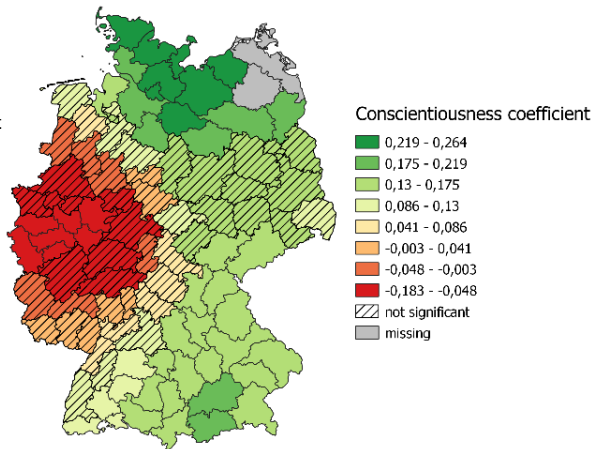 Conscientiousness coefficient
0,219 - 0,264
0,175 - 0,219
0,13 - 0,175
0,086 - 0,13
0,041 - 0,086
-0,003 - 0,041
-0,048 - -0,003
-0,183 - -0,048
not significant
missing